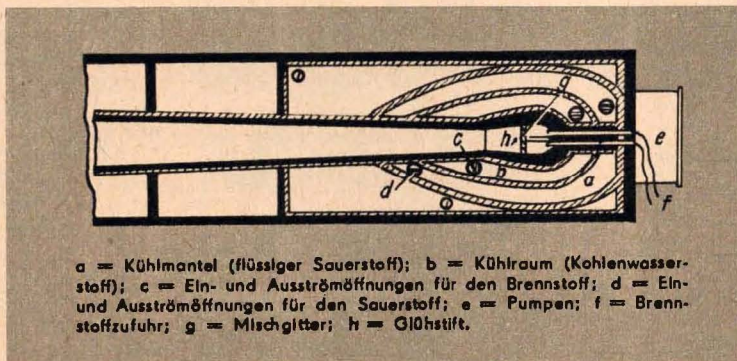 g
c
h
e
b
a
d
f
a = Kühlmantel (flüssiger Sauerstoff); b = Kühlraum (Kohlenwasser-
stoff); c = Ein- und Ausströmöffnungen für den Brennstoff; d = Ein-
und Ausströmöffnungen für den Sauerstoff; e = Pumpen; f = Brenn-
stoffzufuhr; g = Mischgitter; h = Glühstift.